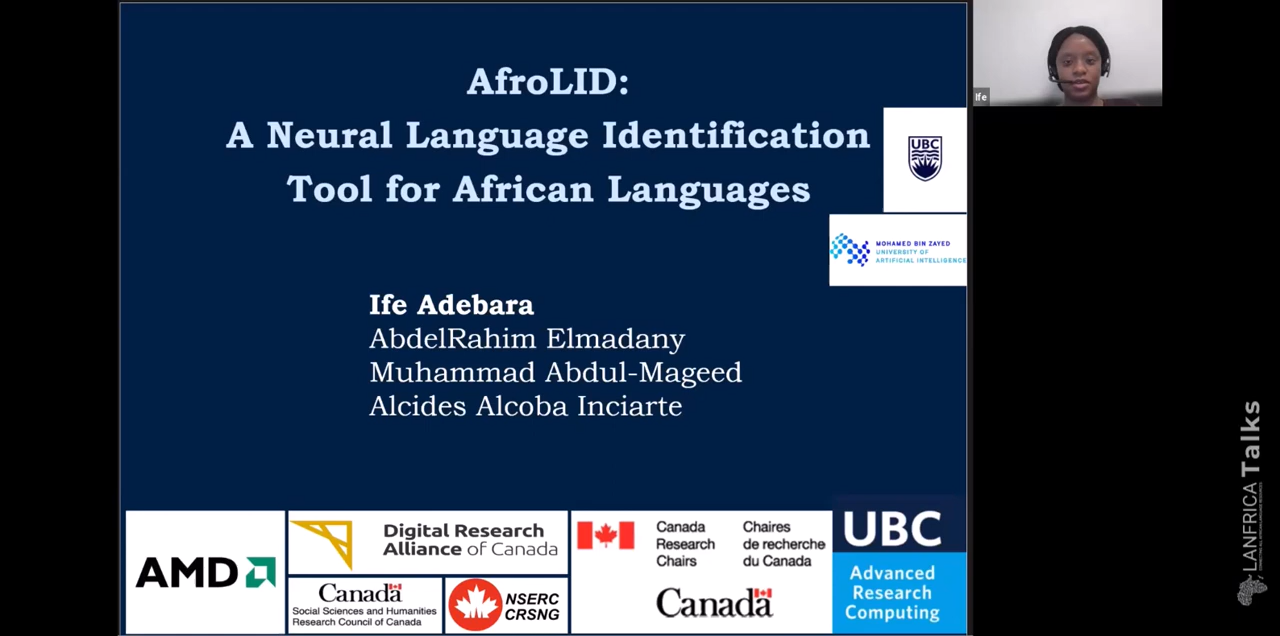 AfroLID:
A Neural Language Identification
Tool for African Languages
Ife
UBC
MOHAMED BIN ZAYED
UNIVERSITY OF
ARTIFICIAL INTELLIGENCE
Ife Adebara
AbdelRahim Elmadany
Muhammad Abdul-Mageed
Alcides Alcoba Inciarte
AMD
Digital Research
Alliance of Canada
Canada
Social Sciences and Humanities
Research Council of Canada
NSERC
CRSNG
Canada
Research
Chairs
Chaires
de recherche
du Canada
Canada
UBC
Advanced
Research
Computing
LANFRICA Talks